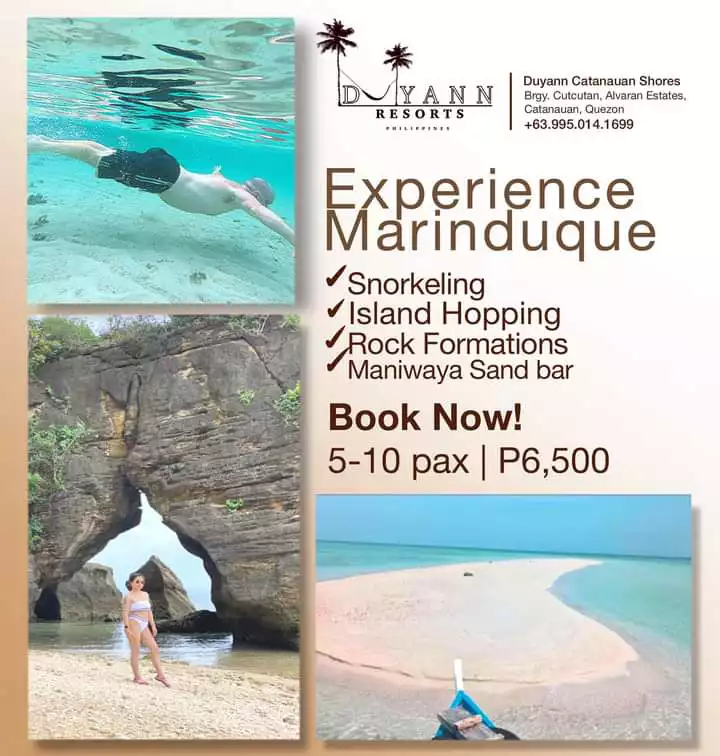 DUYANN
RESORTS
PHILIPPINES
Duyann Catanauan Shores
Brgy. Cutcutan, Alvaran Estates,
Catanauan, Quezon
+63.995.014.1699
Experience
Marinduque
✓Snorkeling
✓Island Hopping
✓Rock Formations
✓Maniwaya Sand bar
Book Now!
5-10 pax | P6,500